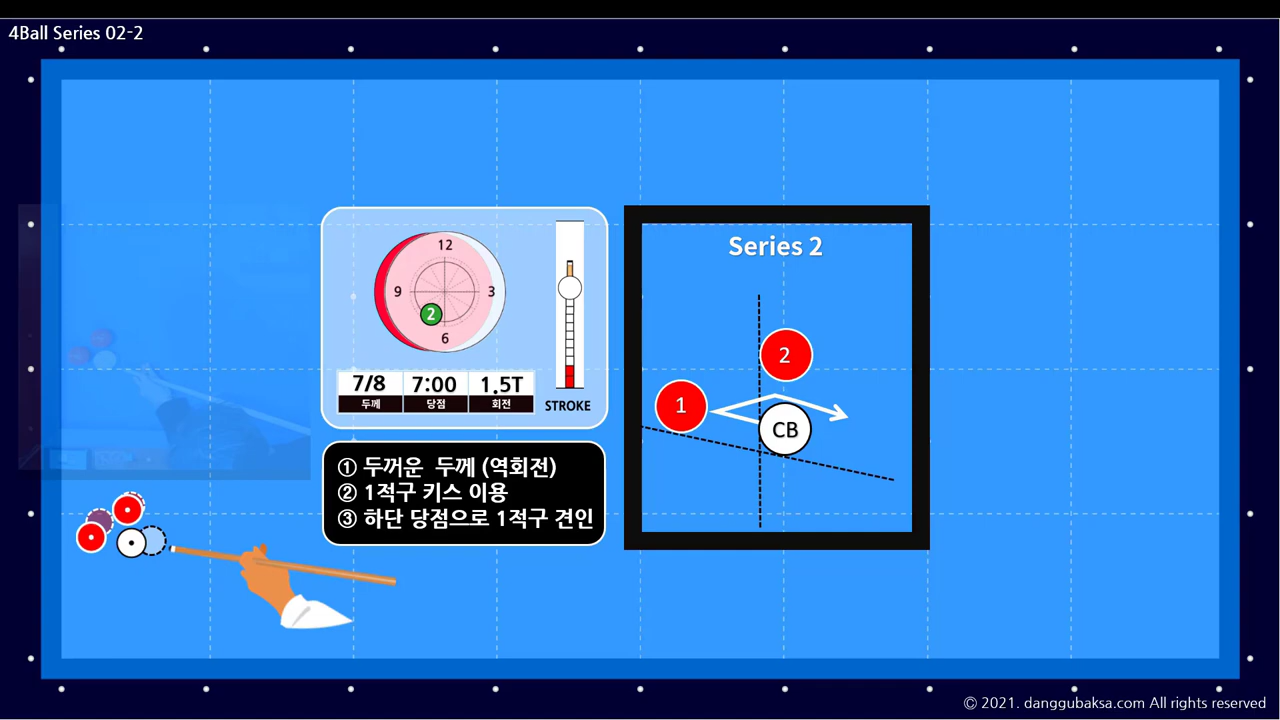 4Ball Series 02-2
12
9
3
2
6
7/8
7:00
1.5T
두께
당점
회전
STROKE
① 두꺼운 두께 (역회전)
② 1적구 키스 이용
③ 하단 당점으로 1적구 견인
Series 2
2
1
CB
© 2021. danggubaksa.com All rights reserved